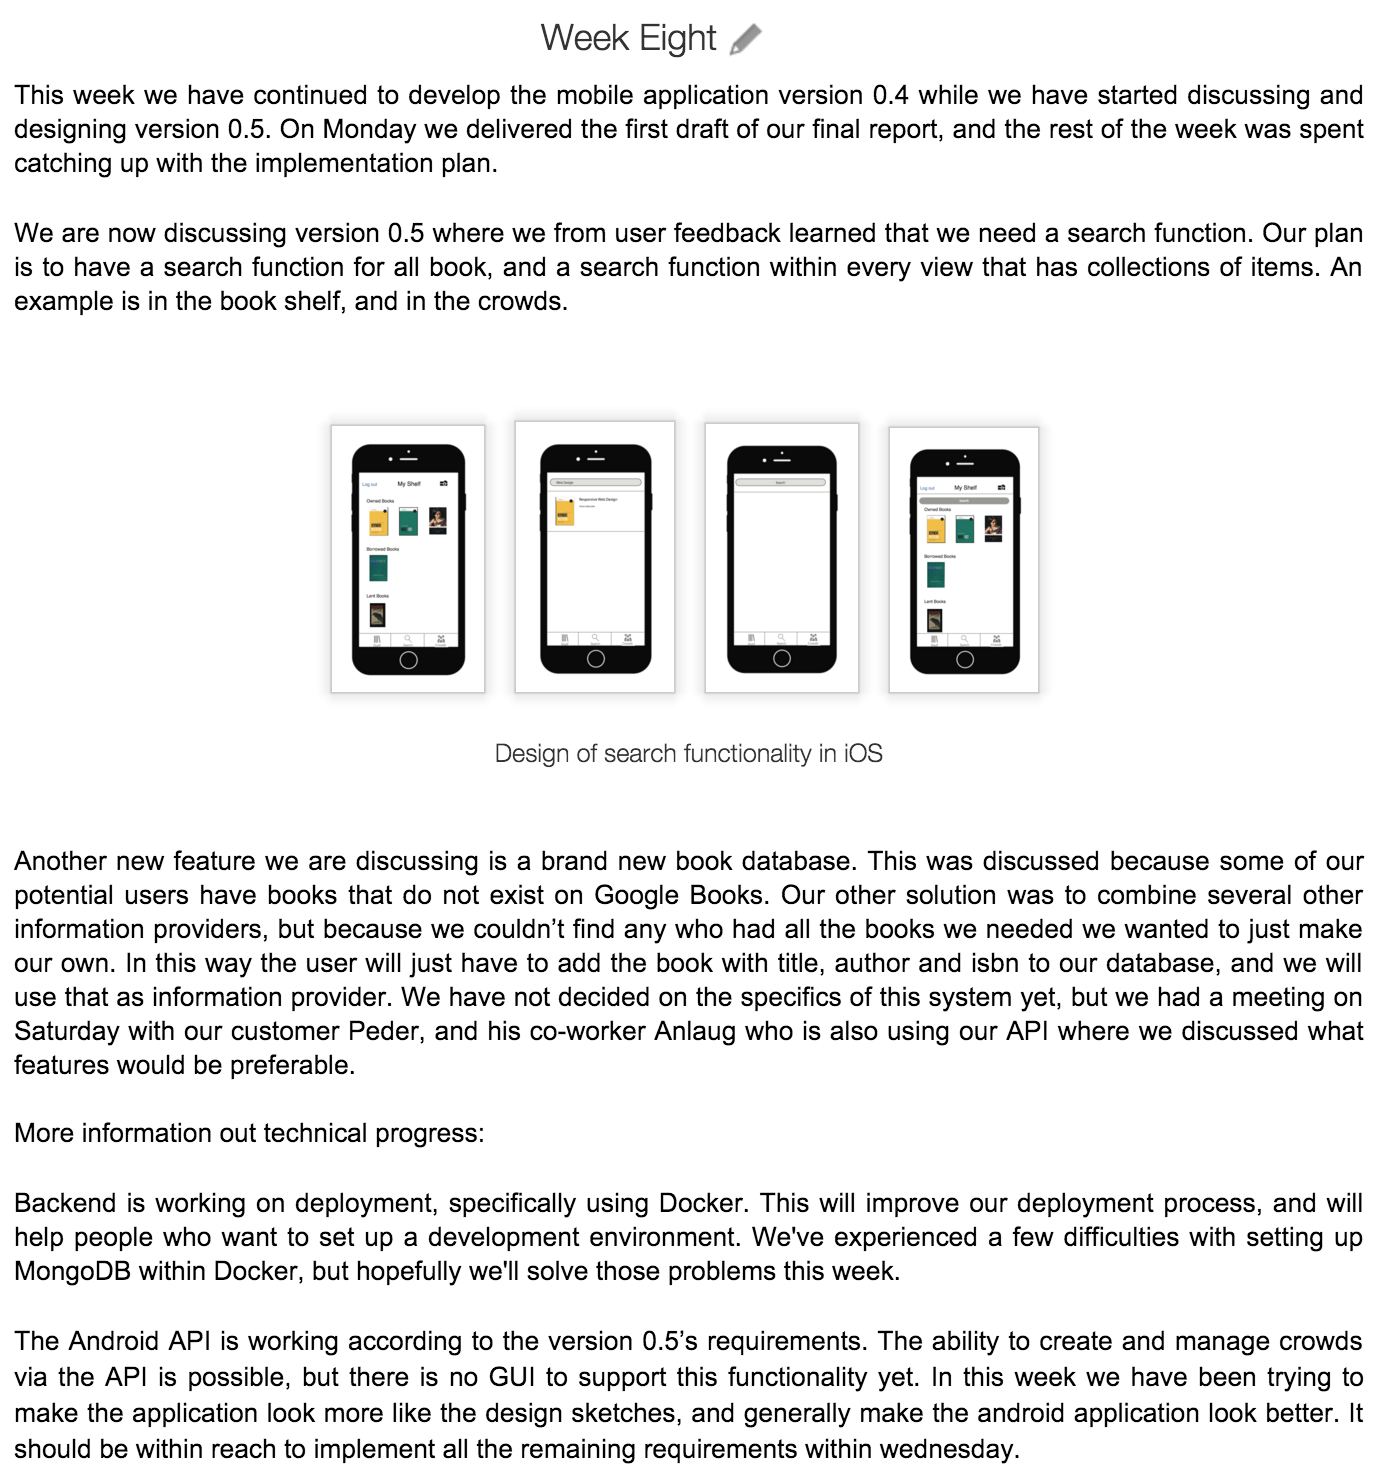 Week Eight
This week we have continued to develop the mobile application version 0.4 while we have started discussing and
designing version 0.5. On Monday we delivered the first draft of our final report, and the rest of the week was spent
catching up with the implementation plan.
We are now discussing version 0.5 where we from user feedback learned that we need a search function. Our plan
is to have a search function for all book, and a search function within every view that has collections of items. An
example is in the book shelf, and in the crowds.
Log out My Shelf
Owned Books
Borrowed Books
Lent Books
Web Design
Responsive Web Design
Search
Log out My Shelf
Search
Owned Books
Borrowed Books
Lent Books
Design of search functionality in iOS
Another new feature we are discussing is a brand new book database. This was discussed because some of our
potential users have books that do not exist on Google Books. Our other solution was to combine several other
information providers, but because we couldn’t find any who had all the books we needed we wanted to just make
our own. In this way the user will just have to add the book with title, author and isbn to our database, and we will
use that as information provider. We have not decided on the specifics of this system yet, but we had a meeting on
Saturday with our customer Peder, and his co-worker Anlaug who is also using our API where we discussed what
features would be preferable.
More information out technical progress:
Backend is working on deployment, specifically using Docker. This will improve our deployment process, and will
help people who want to set up a development environment. We've experienced a few difficulties with setting up
MongoDB within Docker, but hopefully we'll solve those problems this week.
The Android API is working according to the version 0.5’s requirements. The ability to create and manage crowds
via the API is possible, but there is no GUI to support this functionality yet. In this week we have been trying to
make the application look more like the design sketches, and generally make the android application look better. It
should be within reach to implement all the remaining requirements within wednesday.